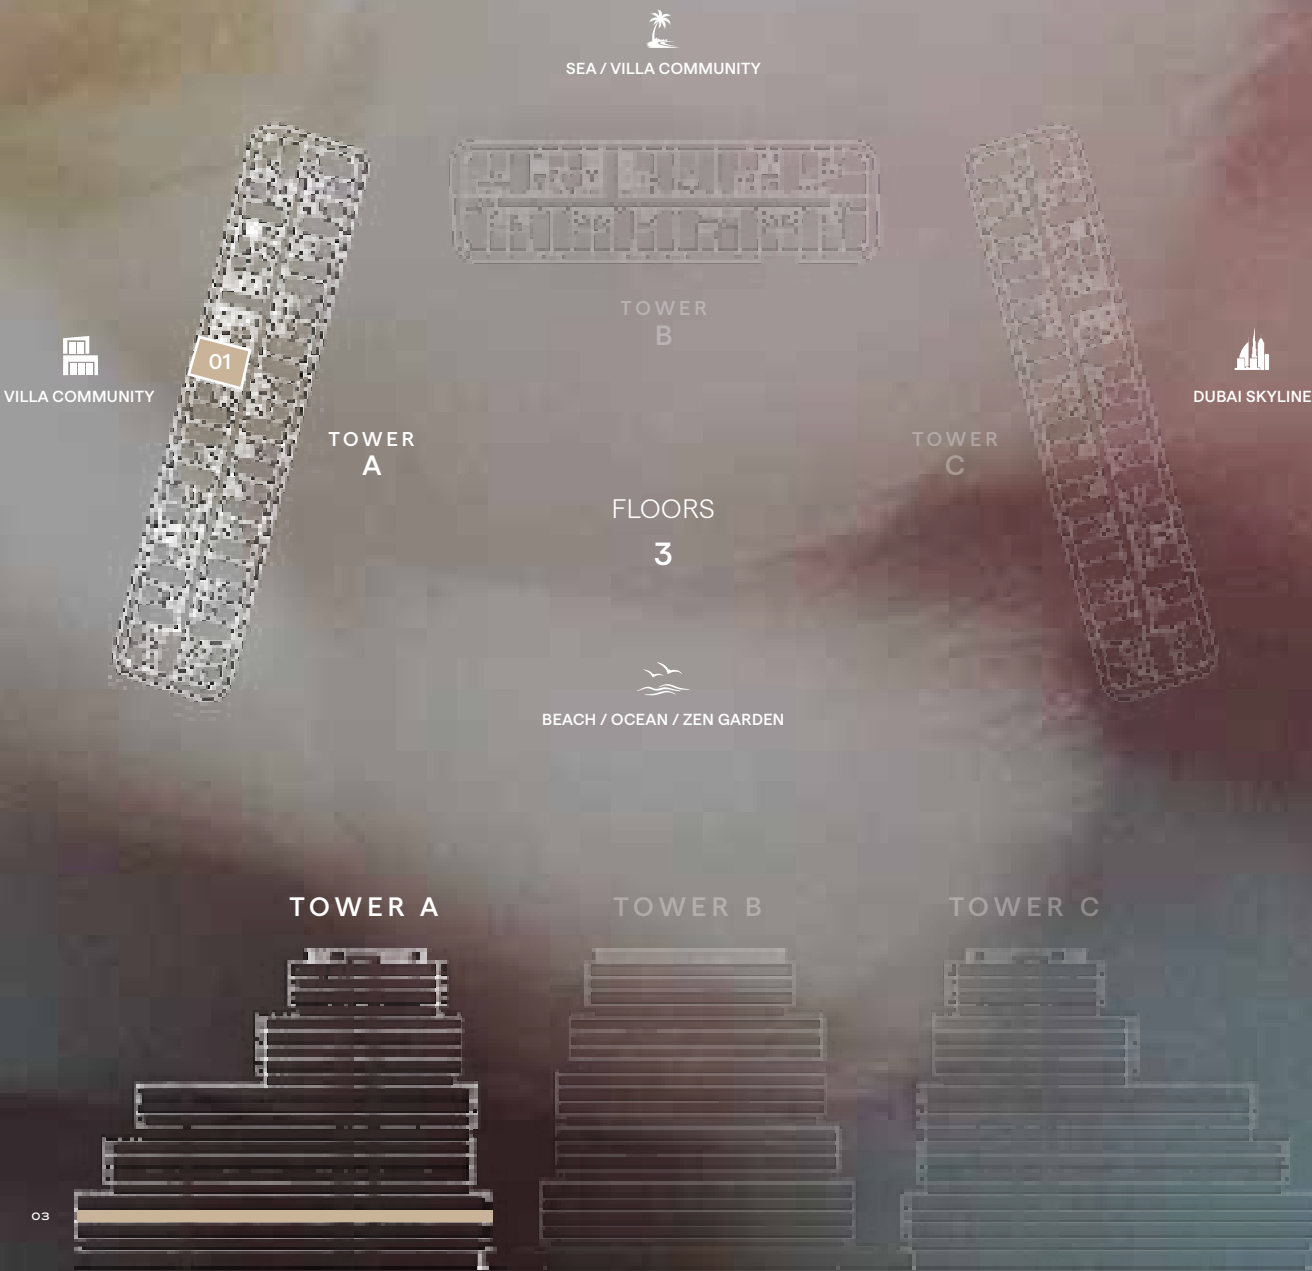 SEA / VILLA COMMUNITY
TOWER
B
01
VILLA COMMUNITY
DUBAI SKYLINE
TOWER
A
TOWER
C
FLOORS
3
BEACH / OCEAN / ZEN GARDEN
TOWER A
TOWER B
TOWER C
03